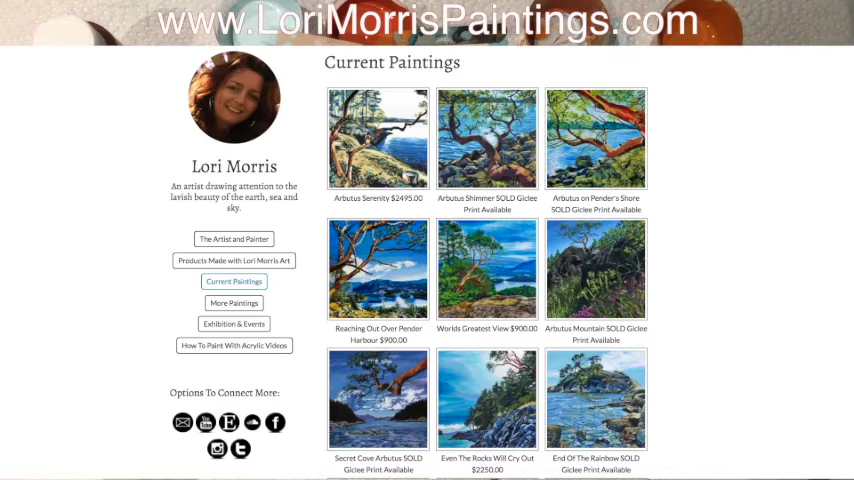 www.LoriMorrisPaintings.com
Current Paintings
Lori Morris
An artist drawing attention to the
lavish beauty of the earth, sea and
sky.
The Artist and Painter
Products Made with Lori Morris Art
Current Paintings
More Paintings
Exhibition & Events
How To Paint With Acrylic Videos
Options To Connect More:
You
Tube
E
f
t
Arbutus Serenity $2495.00
Arbutus Shimmer SOLD Giclee
Print Available
Arbutus on Pender's Shore
SOLD Giclee Print Available
Reaching Out Over Pender
Harbour $900.00
Worlds Greatest View $900.00
Arbutus Mountain SOLD Giclee
Print Available
Secret Cove Arbutus SOLD
Giclee Print Available
Even The Rocks Will Cry Out
$2250.00
End Of The Rainbow SOLD
Giclee Print Available